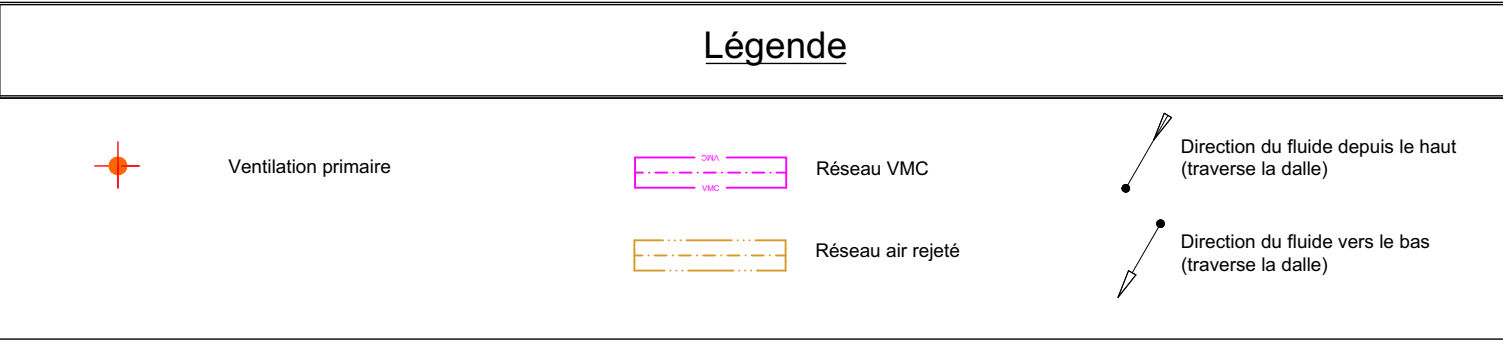 Légende
Ventilation primaire
VMC
VMC
Réseau VMC
Réseau air rejeté
Direction du fluide depuis le haut
(traverse la dalle)
Direction du fluide vers le bas
(traverse la dalle)